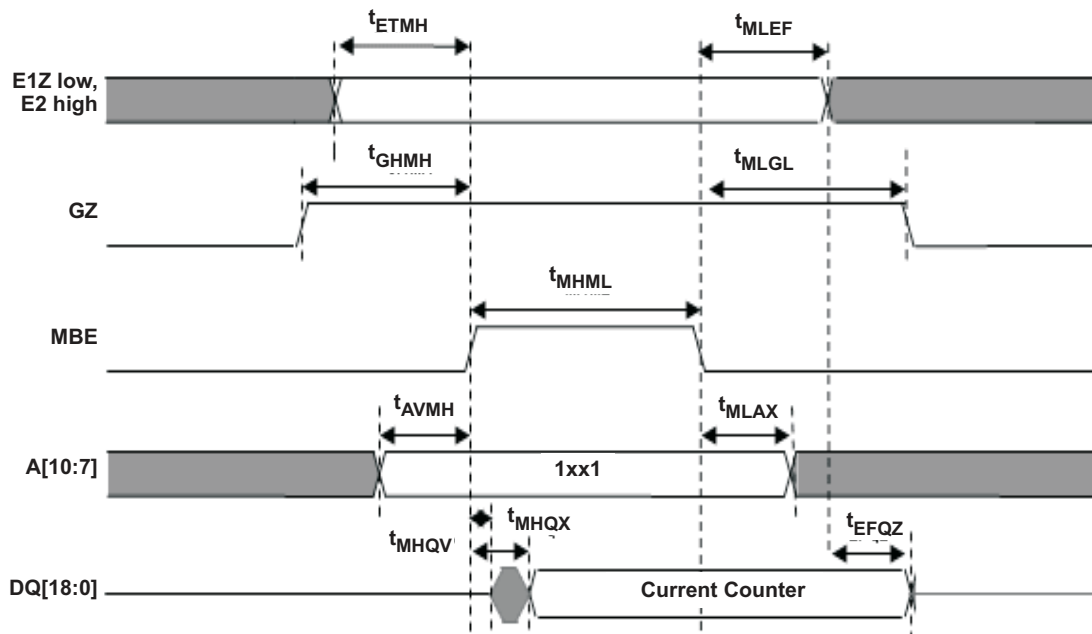 tETMH
tMLEF
E1Z low,
E2 high
tGHMH
tMLGL
GZ
tMHML
MBE
tAVMH
tMLAX
A[10:7]
1xx1
tMHQX
tMHQV
tEFQZ
DQ[18:0]
Current Counter